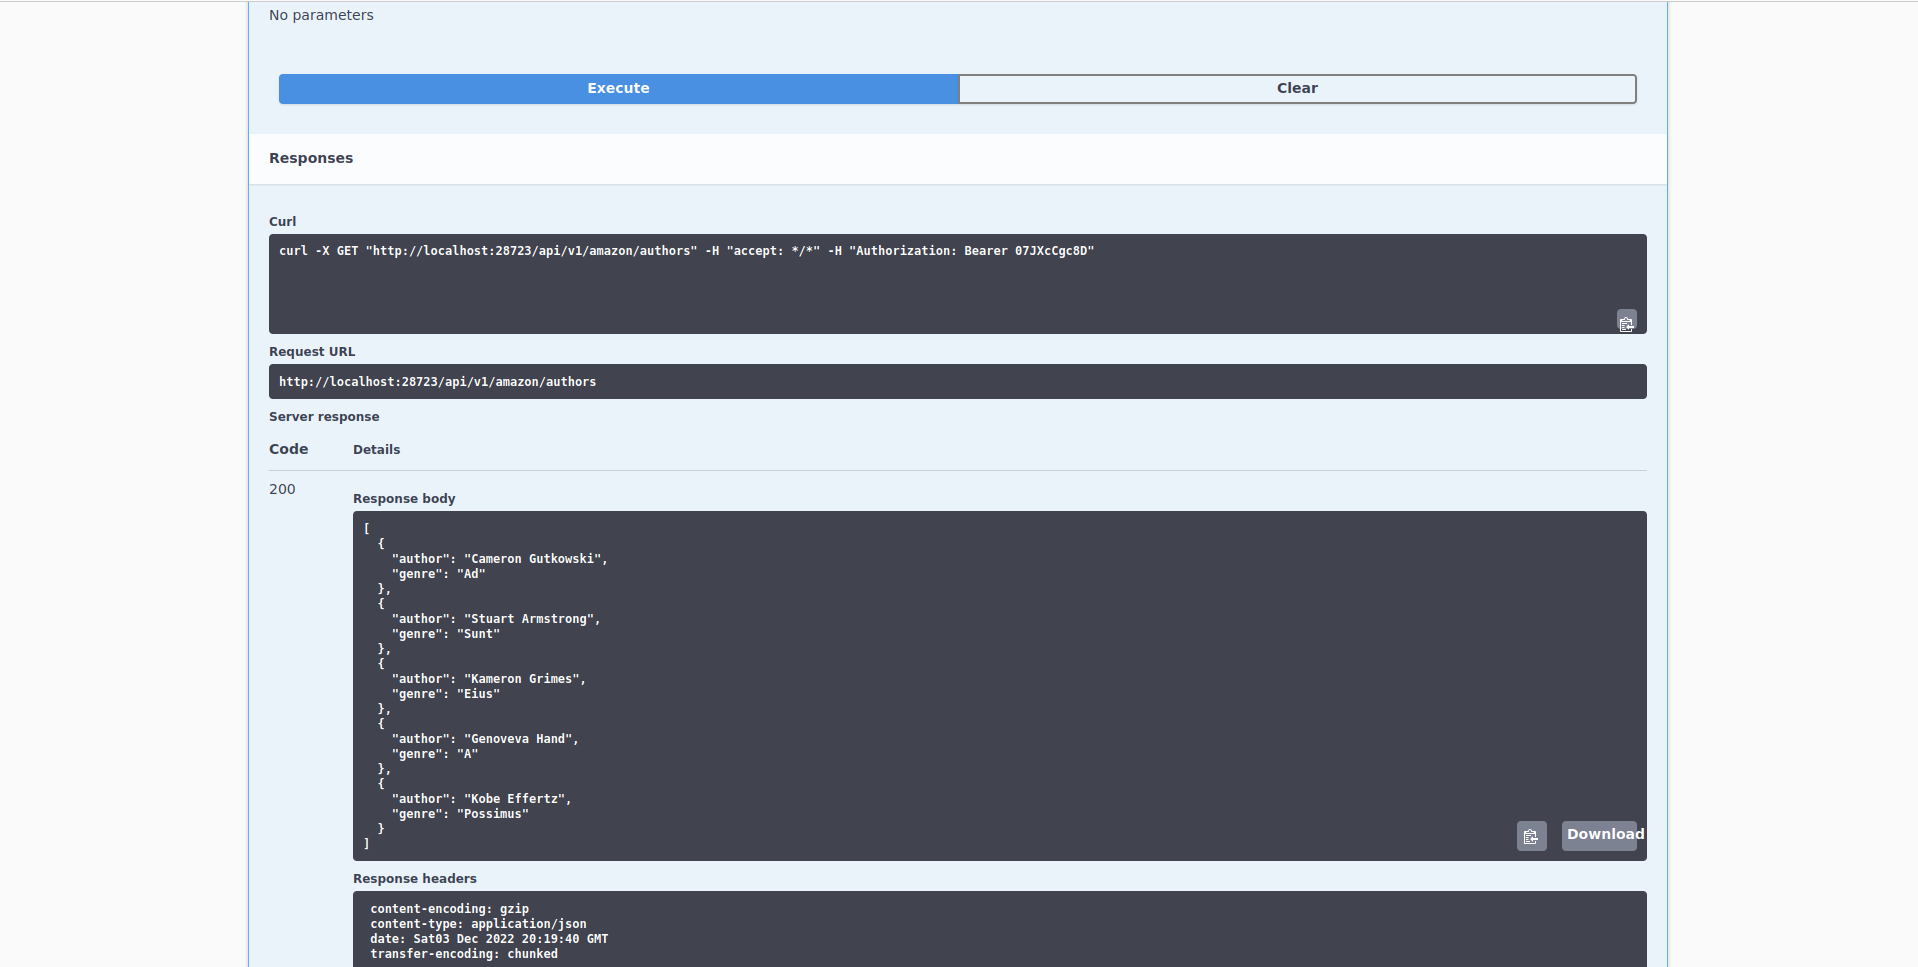 No parameters
Execute
Clear
Responses
Curl
curl -X GET "http://localhost:28723/api/v1/amazon/authors" -H "accept: */*" -H "Authorization: Bearer 07JXcCgc8D"
Request URL
http://localhost:28723/api/v1/amazon/authors
Server response
Code Details
200
Response body
[
  {
    "author": "Cameron Gutkowski",
    "genre": "Ad"
  },
  {
    "author": "Stuart Armstrong",
    "genre": "Sunt"
  },
  {
    "author": "Kameron Grimes",
    "genre": "Eius"
  },
  {
    "author": "Genoveva Hand",
    "genre": "A"
  },
  {
    "author": "Kobe Effertz",
    "genre": "Possimus"
  }
]
Download
Response headers
content-encoding: gzip
content-type: application/json
date: Sat03 Dec 2022 20:19:40 GMT
transfer-encoding: chunked